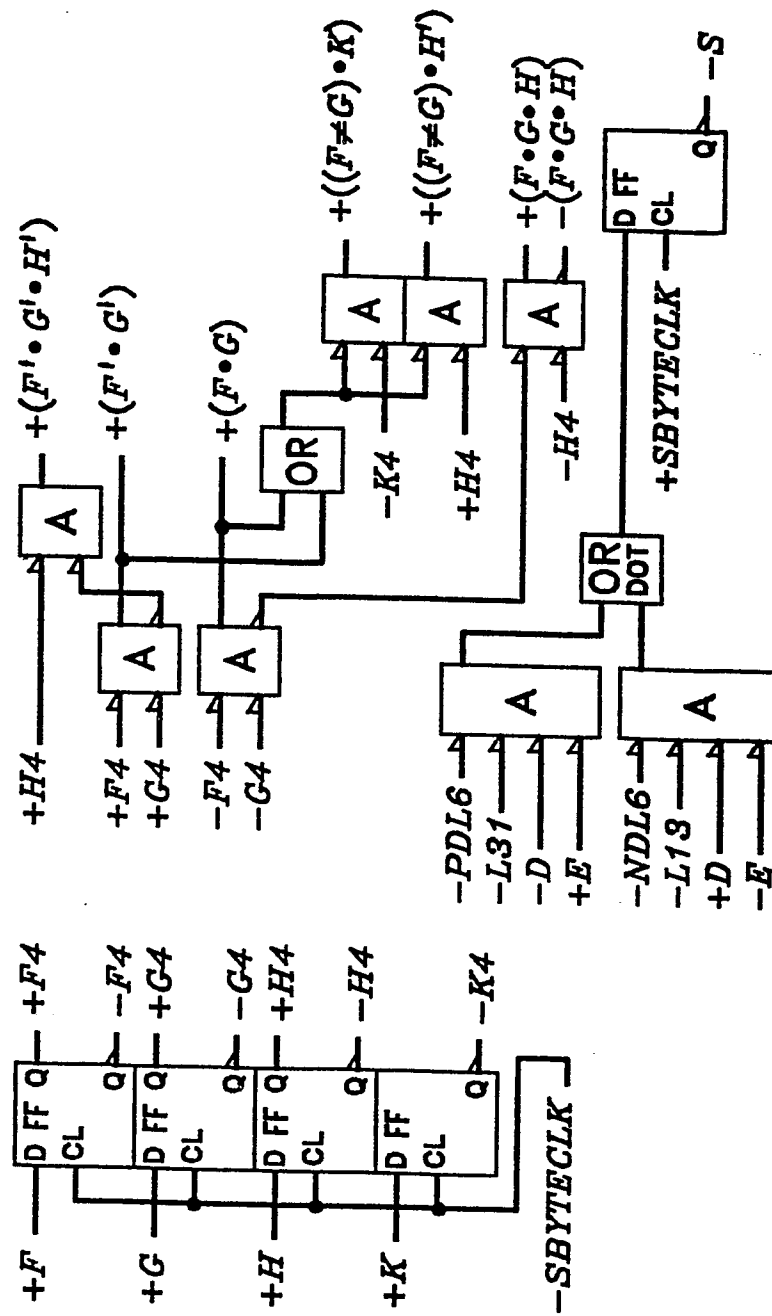 +F
+G
+H
+K
-SBYTECLK
D FF Q
CL
Q
D FF Q
CL
Q
D FF Q
CL
Q
D FF
CL
Q
+F4
-F4
+G4
-G4
+H4
-H4
-K4
+H4
+F4
+G4
-F4
-G4
A
A
A
+(F'•G'•H')
+(F'•G')
+(F•G)
OR
-K4
+H4
-H4
A
A
A
+((F≠G)•K)
+((F≠G)•H')
+(F•G•H)
-(F•G•H)
-PDL6
-L31
-D
+E
A
-NDL6
-L13
+D
-E
A
OR
DOT
+SBYTECLK
D FF
CL
Q
-S